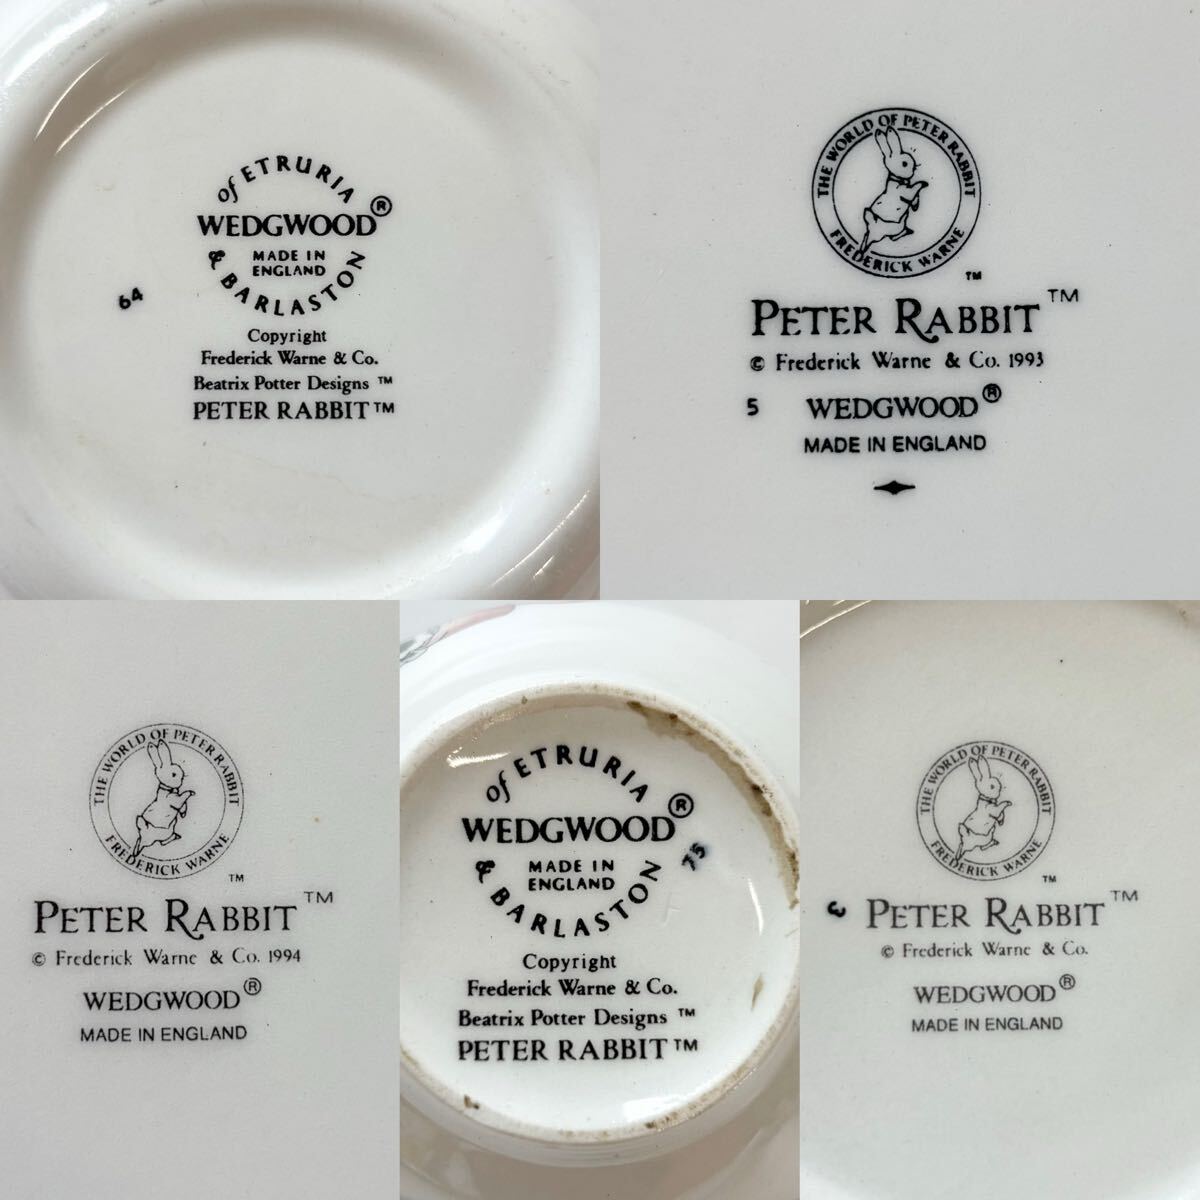 of ETRURIA
WEDGWOOD®
MADE IN
ENGLAND
& BARLASTON
64
Copyright
Frederick Warne & Co.
Beatrix Potter Designs ™
PETER RABBIT™
THE WORLD OF PETER RABBIT
FREDERICK WARNE
™
PETER RABBIT™
© Frederick Warne & Co. 1993
5 WEDGWOOD®
MADE IN ENGLAND
THE WORLD OF PETER RABBIT
FREDERICK WARNE
™
PETER RABBIT™
© Frederick Warne & Co. 1994
WEDGWOOD®
MADE IN ENGLAND
of ETRURIA
WEDGWOOD®
MADE IN
ENGLAND
& BARLASTON
75
Copyright
Frederick Warne & Co.
Beatrix Potter Designs ™
PETER RABBIT™
THE WORLD OF PETER RABBIT
FREDERICK WARNE
™
PETER RABBIT™
© Frederick Warne & Co.
WEDGWOOD®
MADE IN ENGLAND